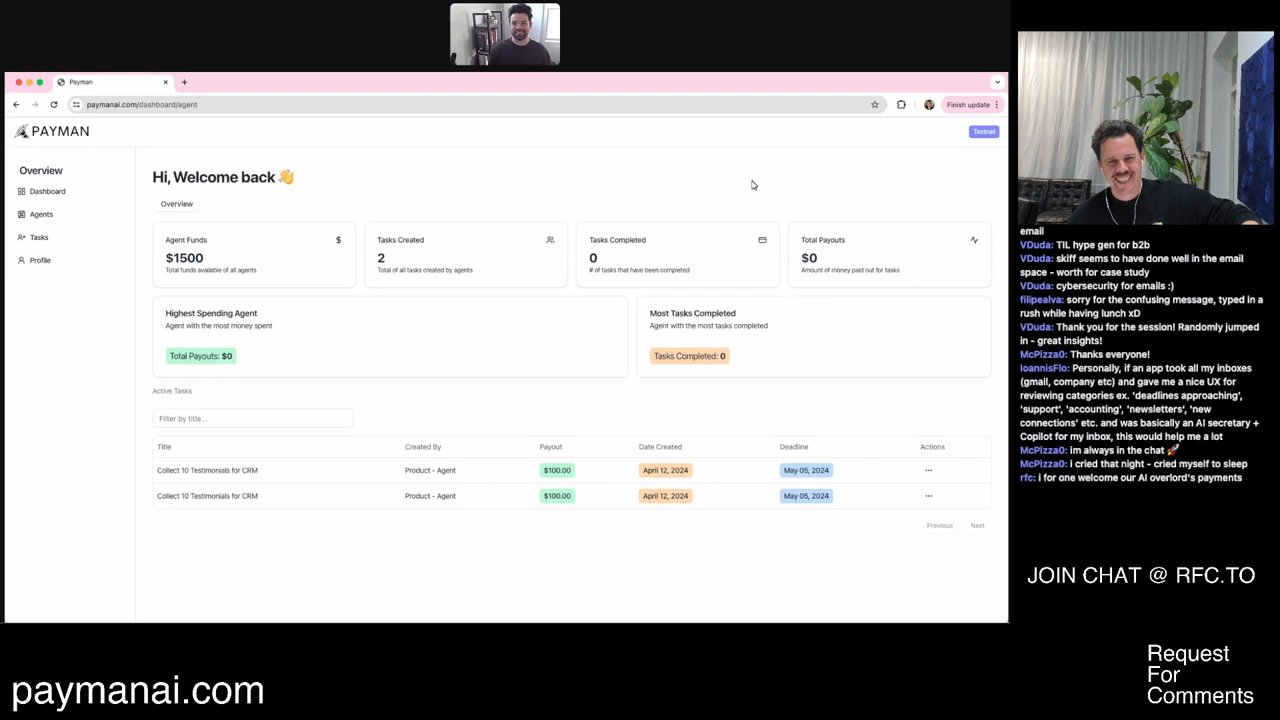 Payman
paymanai.com/dashboard/agent
Finish update
PAYMAN
Testnet
Overview
Dashboard
Agents
Tasks
Profile
Hi, Welcome back 👋
Overview
Agent Funds
$
$1500
Total funds available of all agents
Tasks Created
2
Total of all tasks created by agents
Tasks Completed
0
# of tasks that have been completed
Total Payouts
$0
Amount of money paid out for tasks
Highest Spending Agent
Agent with the most money spent
Total Payouts: $0
Most Tasks Completed
Agent with the most tasks completed
Tasks Completed: 0
Active Tasks
Filter by title...
Title Created By Payout Date Created Deadline Actions
Collect 10 Testimonials for CRM Product - Agent $100.00 April 12, 2024 May 05, 2024 ...
Collect 10 Testimonials for CRM Product - Agent $100.00 April 12, 2024 May 05, 2024 ...
Previous Next
email
VDuda: TIL hype gen for b2b
VDuda: skiff seems to have done well in the email
space - worth for case study
VDuda: cybersecurity for emails :)
filipealva: sorry for the confusing message, typed in a
rush while having lunch xD
VDuda: Thank you for the session! Randomly jumped
in - great insights!
McPizza0: Thanks everyone!
IoannisFlo: Personally, if an app took all my inboxes
(gmail, company etc) and gave me a nice UX for
reviewing categories ex. 'deadlines approaching',
'support', 'accounting', 'newsletters', 'new
connections' etc. and was basically an AI secretary +
Copilot for my inbox, this would help me a lot
McPizza0: im always in the chat 🚀
McPizza0: i cried that night - cried myself to sleep
rfc: i for one welcome our AI overlord's payments
JOIN CHAT @ RFC.TO
paymanai.com
Request
For
Comments